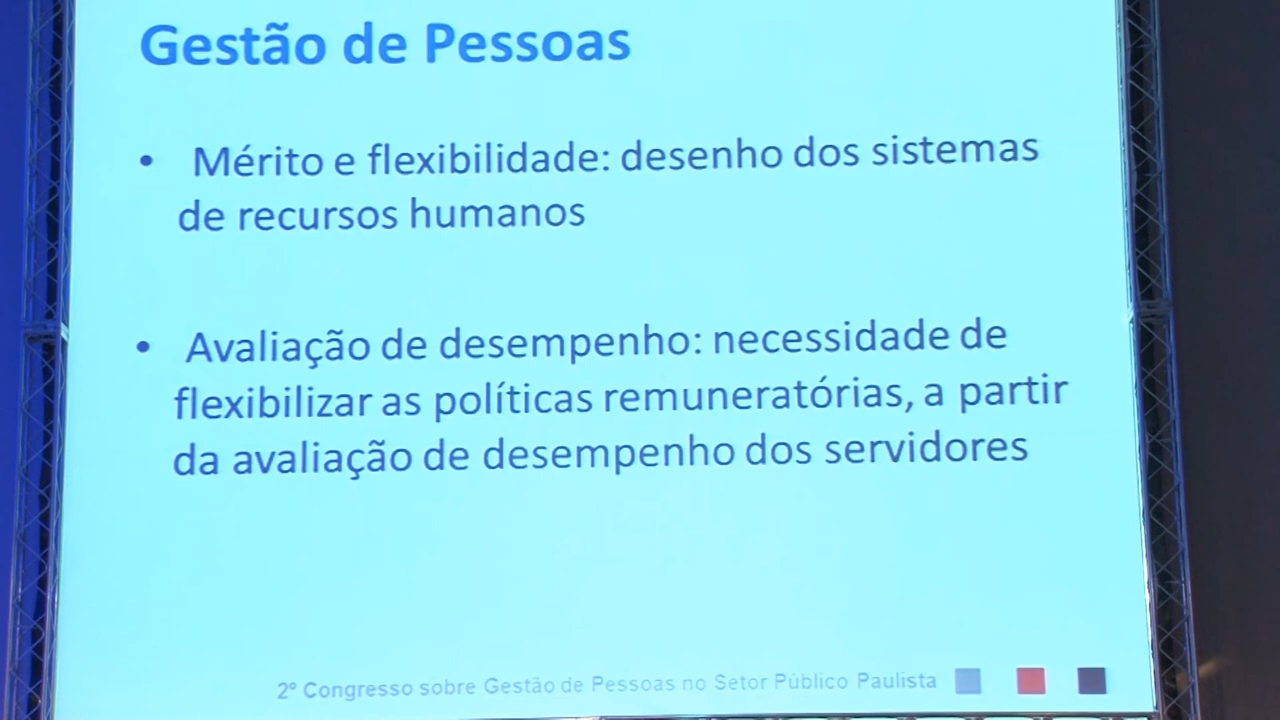 Gestão de Pessoas
• Mérito e flexibilidade: desenho dos sistemas
de recursos humanos
• Avaliação de desempenho: necessidade de
flexibilizar as políticas remuneratórias, a partir
da avaliação de desempenho dos servidores
2º Congresso sobre Gestão de Pessoas no Setor Público Paulista